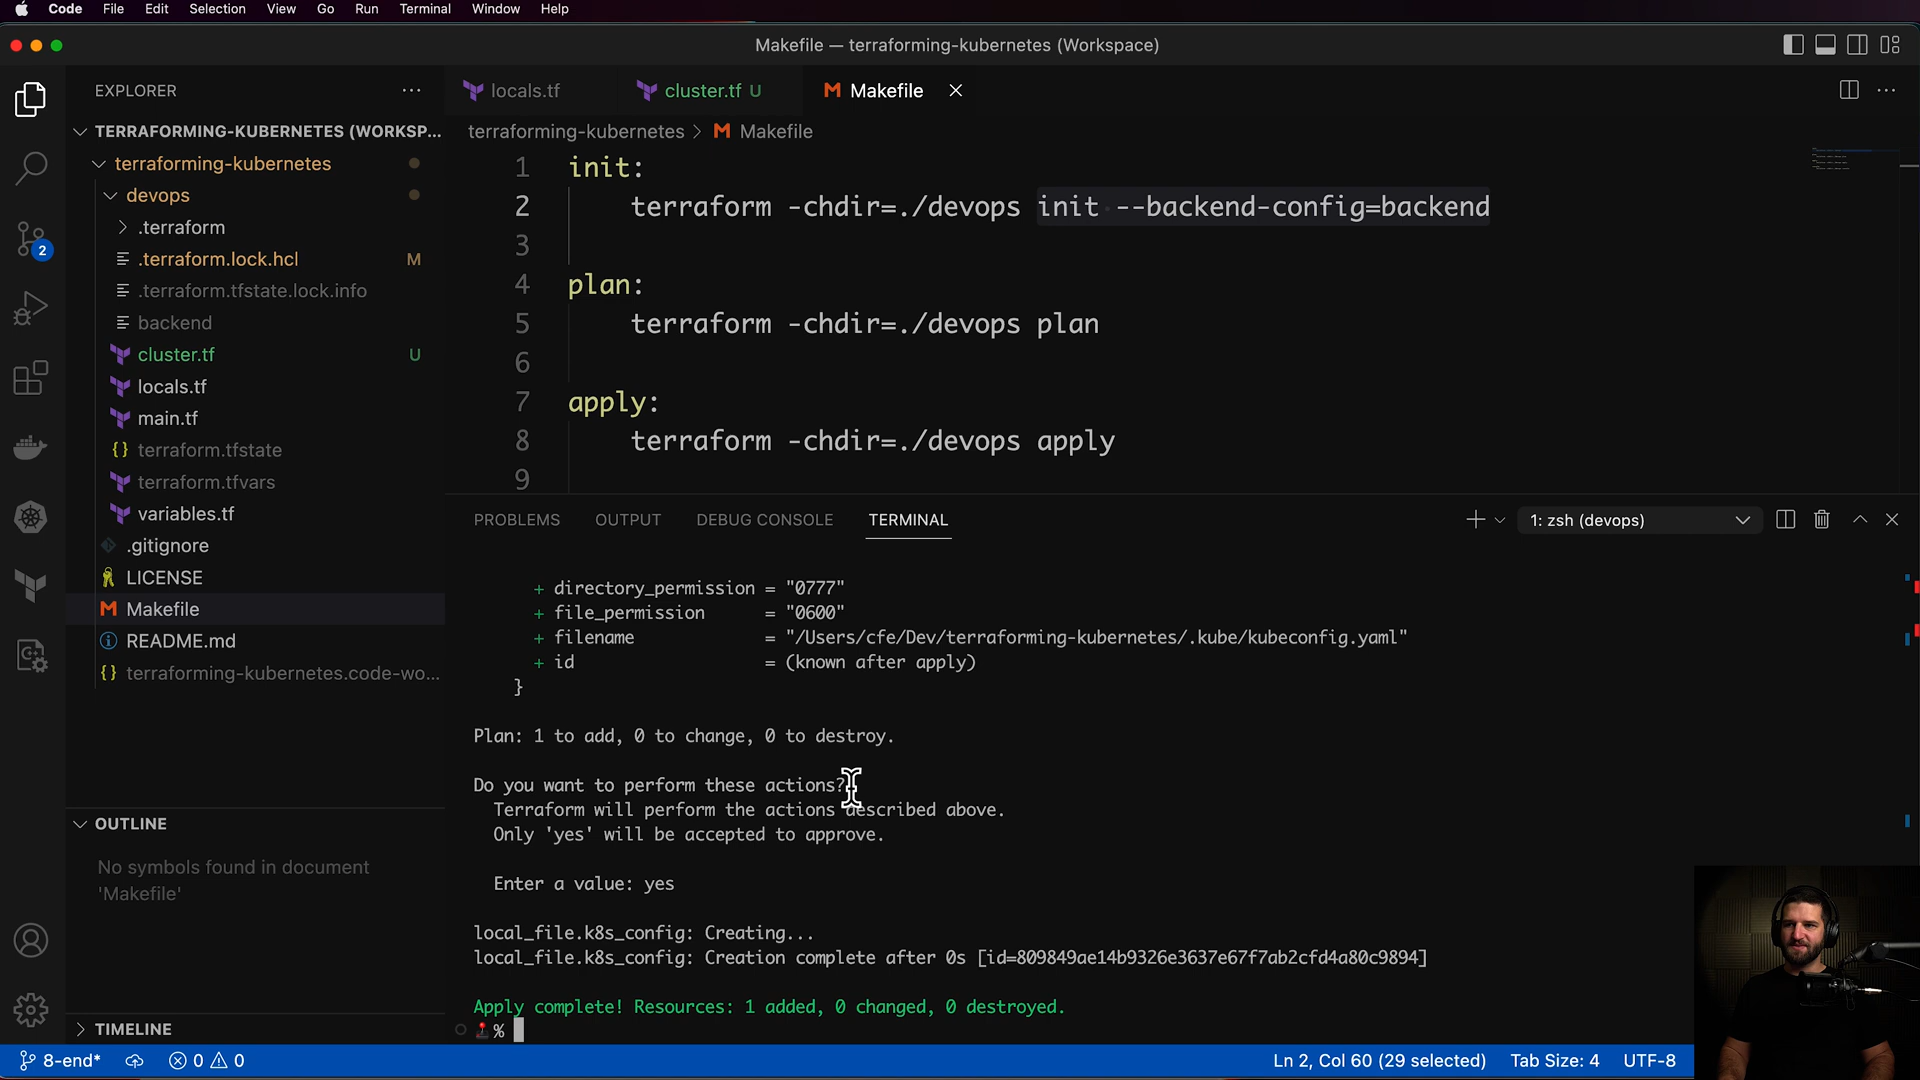 Code File Edit Selection View Go Run Terminal Window Help
Makefile — terraforming-kubernetes (Workspace)
EXPLORER
TERRAFORMING-KUBERNETES (WORKSP...
terraforming-kubernetes
devops
.terraform
.terraform.lock.hcl M
.terraform.tfstate.lock.info
backend
cluster.tf U
locals.tf
main.tf
terraform.tfstate
terraform.tfvars
variables.tf
.gitignore
LICENSE
Makefile
README.md
terraforming-kubernetes.code-wo...
OUTLINE
No symbols found in document
'Makefile'
TIMELINE
2
locals.tf cluster.tf U Makefile
terraforming-kubernetes > Makefile
1 init:
2 terraform -chdir=./devops init --backend-config=backend
3
4 plan:
5 terraform -chdir=./devops plan
6
7 apply:
8 terraform -chdir=./devops apply
9
PROBLEMS OUTPUT DEBUG CONSOLE TERMINAL 1: zsh (devops)
+ directory_permission = "0777"
+ file_permission = "0600"
+ filename = "/Users/cfe/Dev/terraforming-kubernetes/.kube/kubeconfig.yaml"
+ id = (known after apply)
}
Plan: 1 to add, 0 to change, 0 to destroy.
Do you want to perform these actions?
Terraform will perform the actions described above.
Only 'yes' will be accepted to approve.
Enter a value: yes
local_file.k8s_config: Creating...
local_file.k8s_config: Creation complete after 0s [id=809849ae14b9326e3637e67f7ab2cfd4a80c9894]
Apply complete! Resources: 1 added, 0 changed, 0 destroyed.
%
8-end* 0 0 Ln 2, Col 60 (29 selected) Tab Size: 4 UTF-8